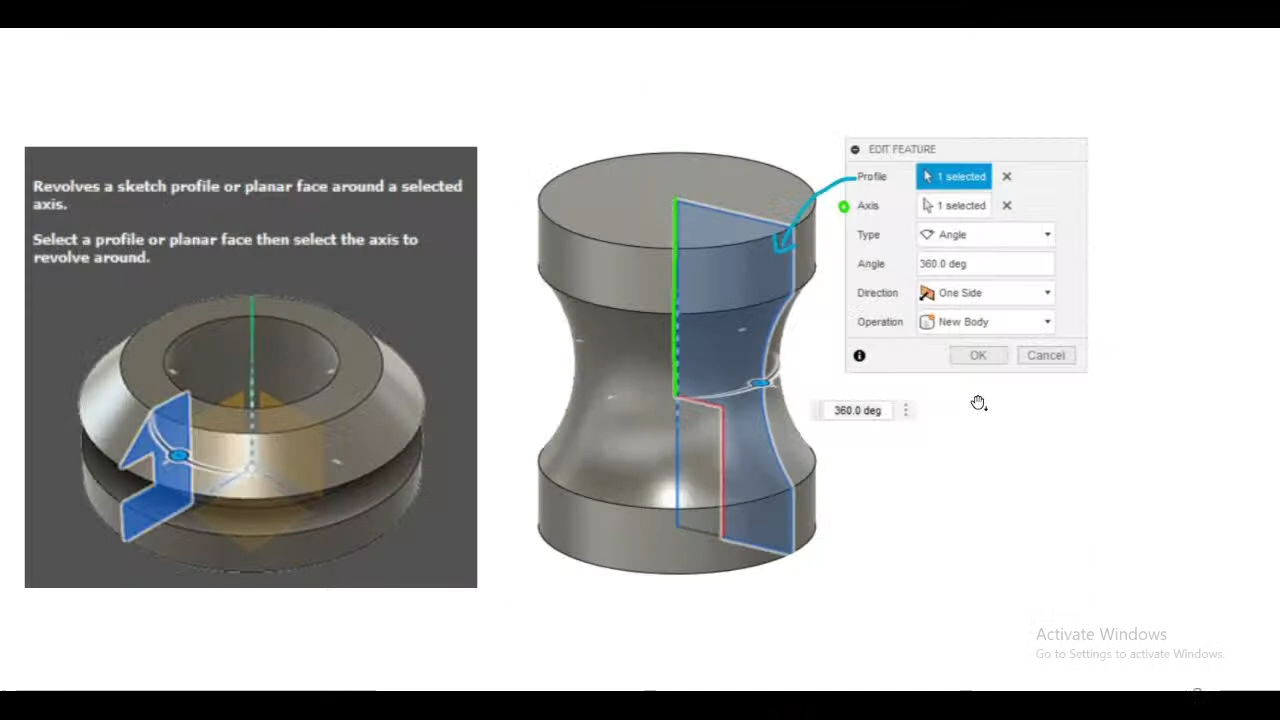 Revolves a sketch profile or planar face around a selected
axis.
Select a profile or planar face then select the axis to
revolve around.
EDIT FEATURE
Profile 1 selected
Axis 1 selected
Type Angle
Angle 360.0 deg
Direction One Side
Operation New Body
OK Cancel
360.0 deg
Activate Windows
Go to Settings to activate Windows.